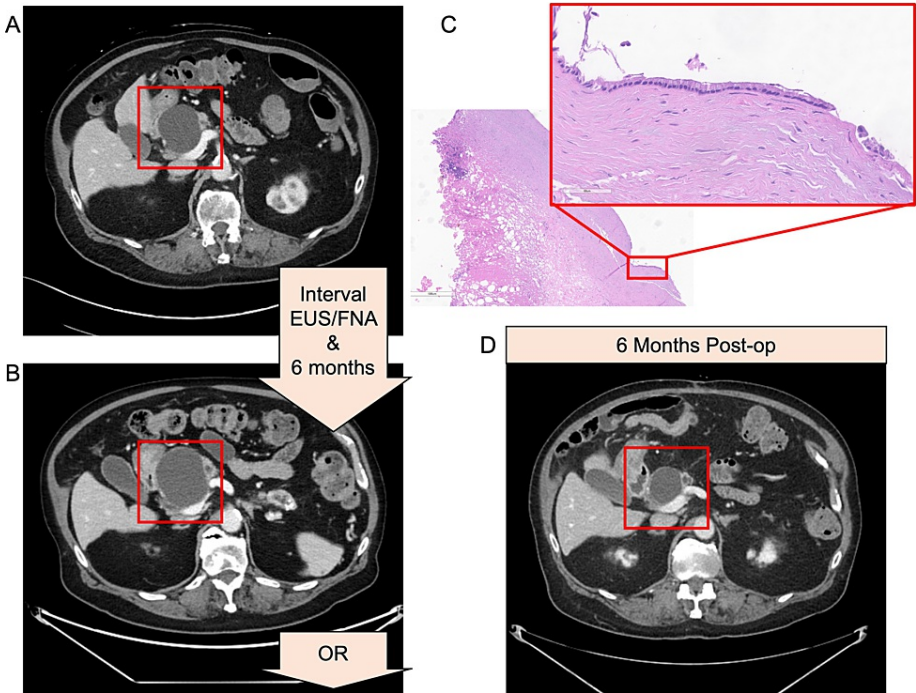 A
C
Interval
EUS/FNA
&
6 months
B
D
6 Months Post-op
OR